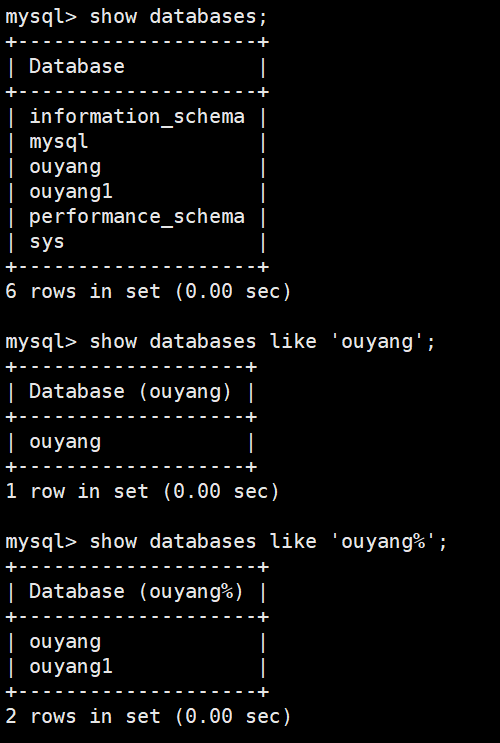 mysql> show databases;
+--------------------+
| Database           |
+--------------------+
| information_schema |
| mysql              |
| ouyang             |
| ouyang1            |
| performance_schema |
| sys                |
+--------------------+
6 rows in set (0.00 sec)

mysql> show databases like 'ouyang';
+-------------------+
| Database (ouyang) |
+-------------------+
| ouyang            |
+-------------------+
1 row in set (0.00 sec)

mysql> show databases like 'ouyang%';
+--------------------+
| Database (ouyang%) |
+--------------------+
| ouyang             |
| ouyang1            |
+--------------------+
2 rows in set (0.00 sec)